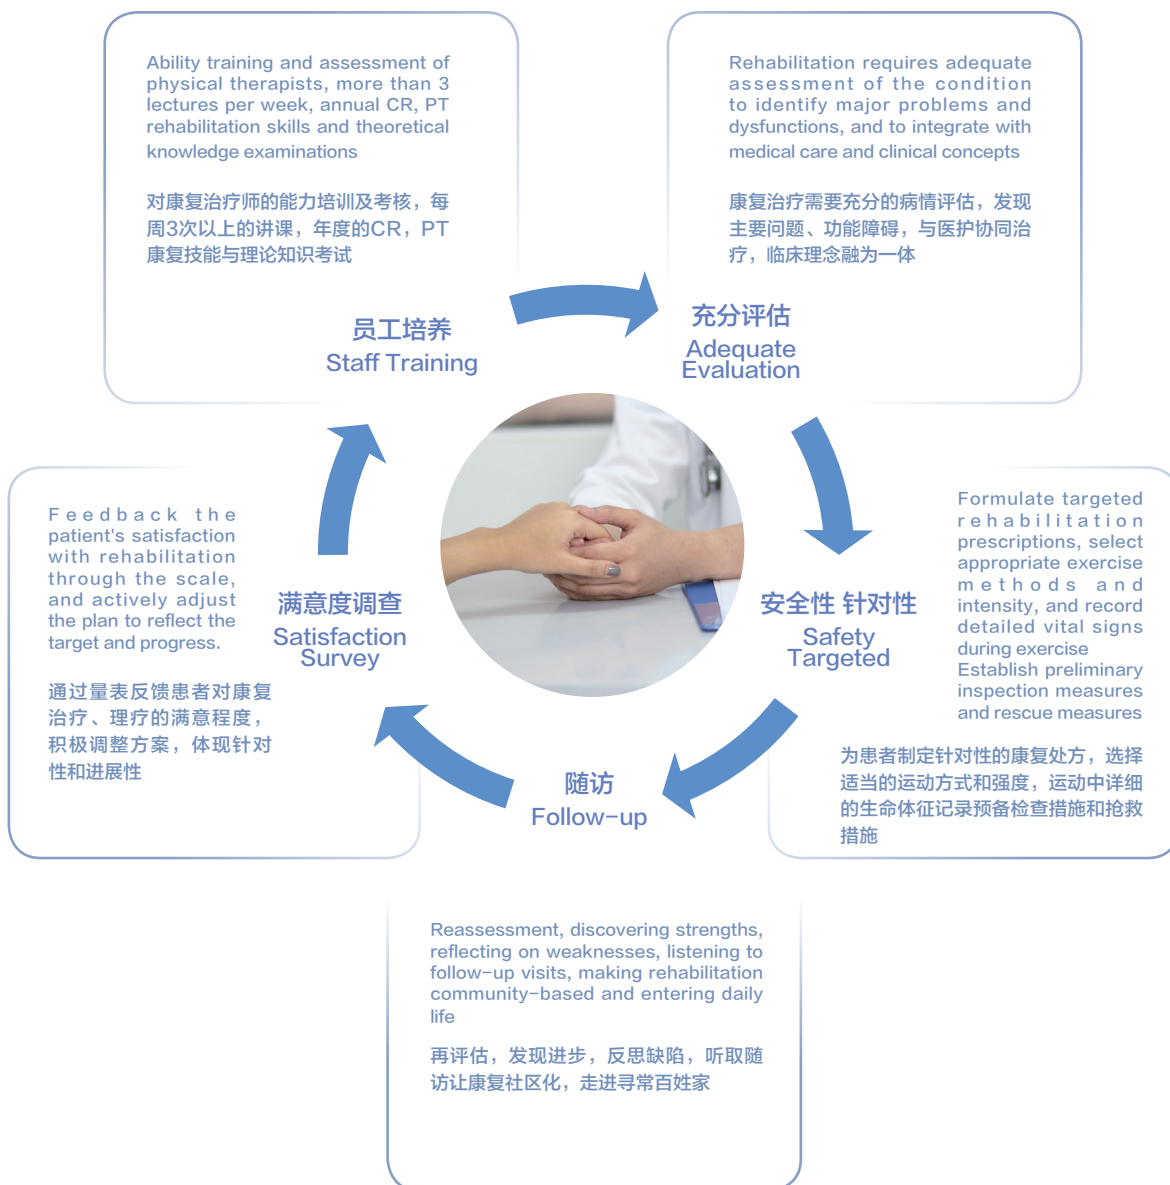 Ability training and assessment of
physical therapists, more than 3
lectures per week, annual CR, PT
rehabilitation skills and theoretical
knowledge examinations
对康复治疗师的能力培训及考核，每
周3次以上的讲课，年度的CR，PT
康复技能与理论知识考试
员工培养
Staff Training
Rehabilitation requires adequate
assessment of the condition
to identify major problems and
dysfunctions, and to integrate with
medical care and clinical concepts
康复治疗需要充分的病情评估，发现
主要问题、功能障碍，与医护协同治
疗，临床理念融为一体
充分评估
Adequate
Evaluation
Feedback the
patient's satisfaction
with rehabilitation
through the scale,
and actively adjust
the plan to reflect the
target and progress.
通过量表反馈患者对康复
治疗、理疗的满意程度，
积极调整方案，体现针对
性和进展性
满意度调查
Satisfaction
Survey
安全性 针对性
Safety
Targeted
Formulate targeted
rehabilitation
prescriptions, select
appropriate exercise
methods and
intensity, and record
detailed vital signs
during exercise
Establish preliminary
inspection measures
and rescue measures
为患者制定针对性的康复处方，选择
适当的运动方式和强度，运动中详细
的生命体征记录预备检查措施和抢救
措施
随访
Follow-up
Reassessment, discovering strengths,
reflecting on weaknesses, listening to
follow-up visits, making rehabilitation
community-based and entering daily
life
再评估，发现进步，反思缺陷，听取随
访让康复社区化，走进寻常百姓家